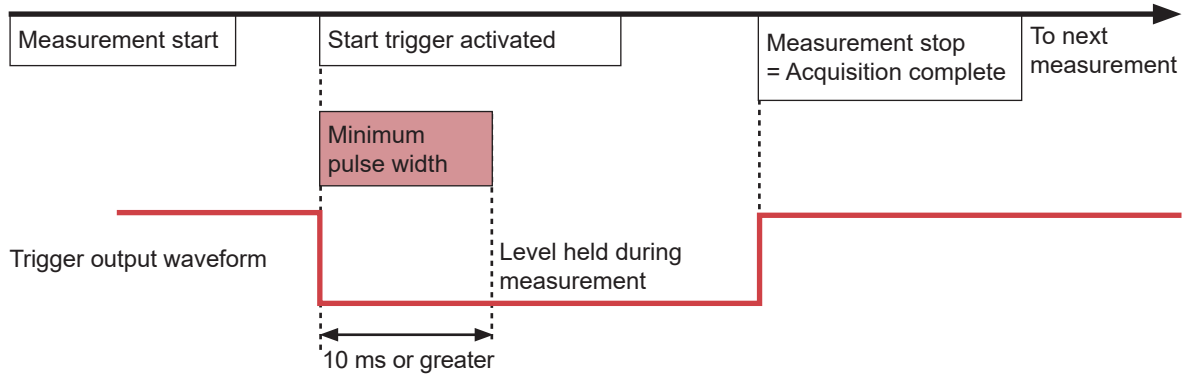 Measurement start
Start trigger activated
Measurement stop
= Acquisition complete
To next
measurement
Minimum
pulse width
Trigger output waveform
Level held during
measurement
10 ms or greater